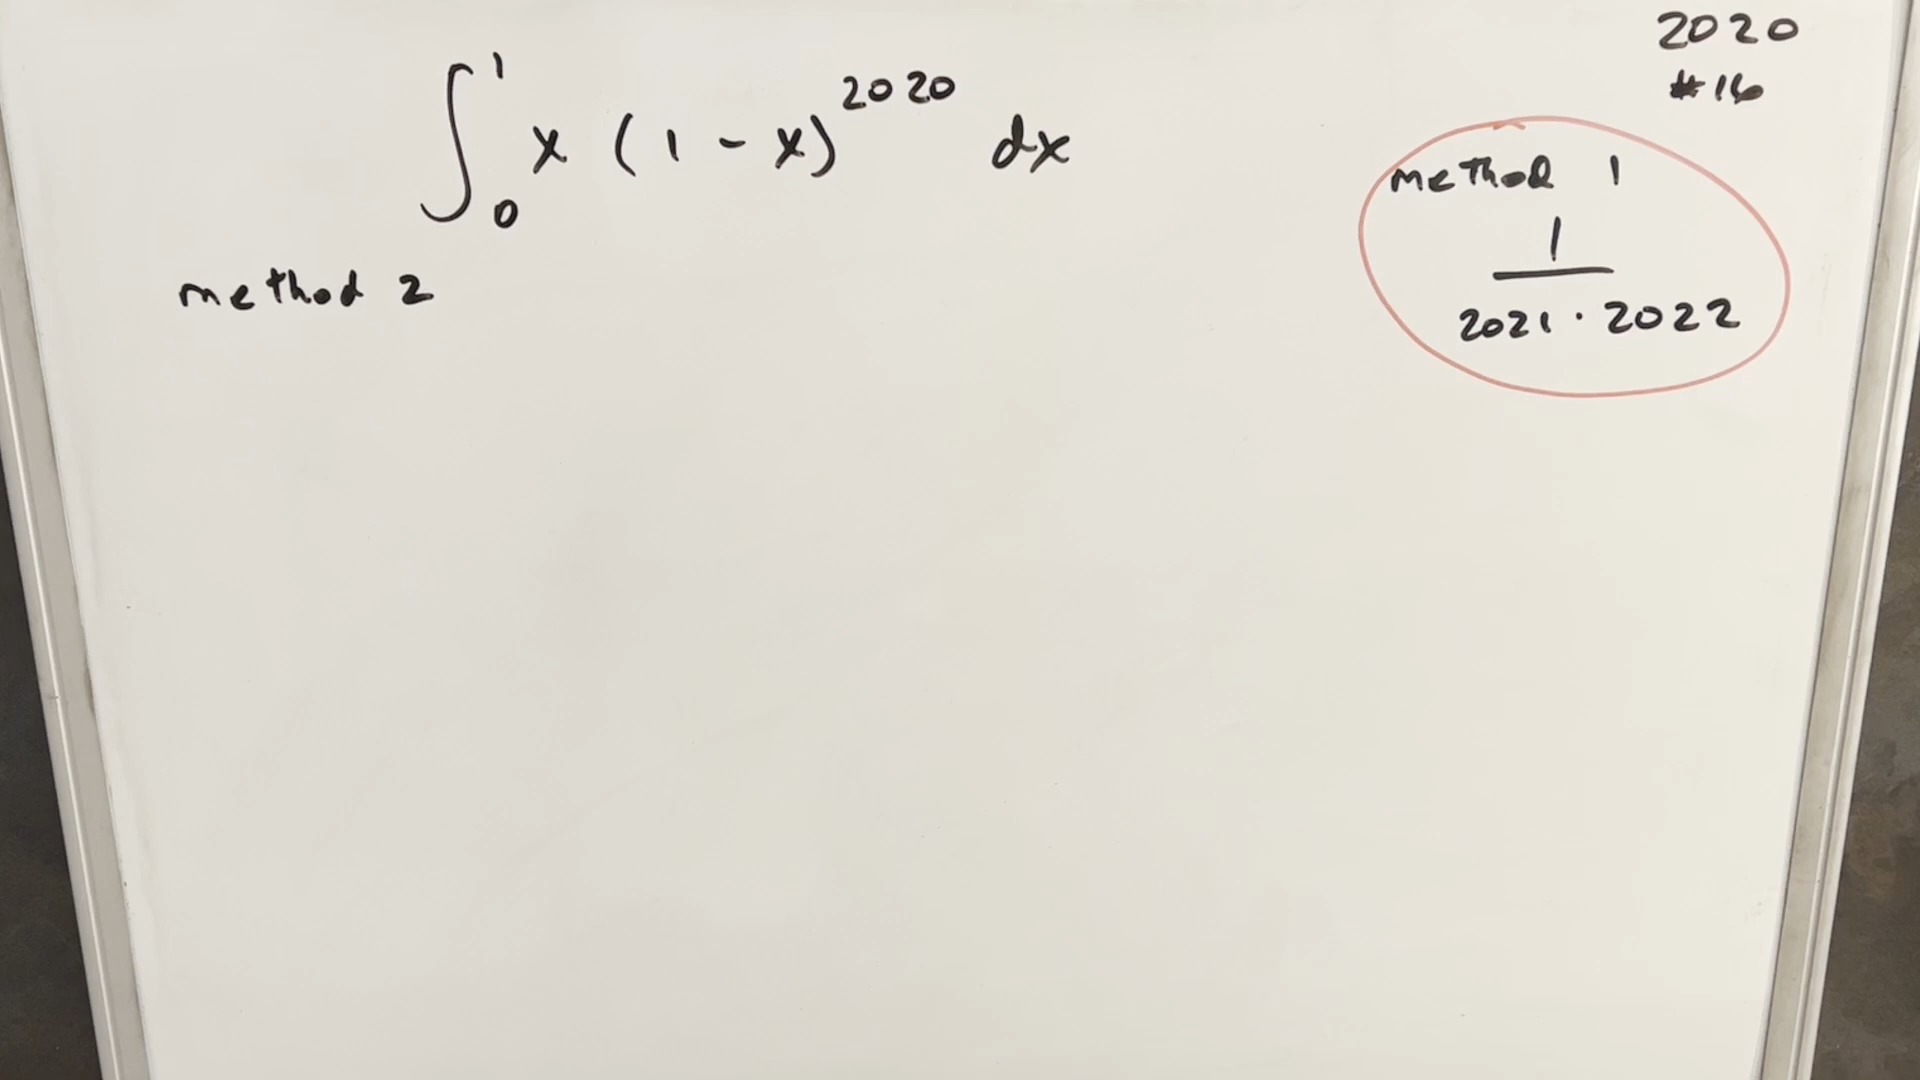 ∫₀¹ x (1 - x)²⁰²⁰ dx
method 2
2020
#16
method 1
1
2021 · 2022